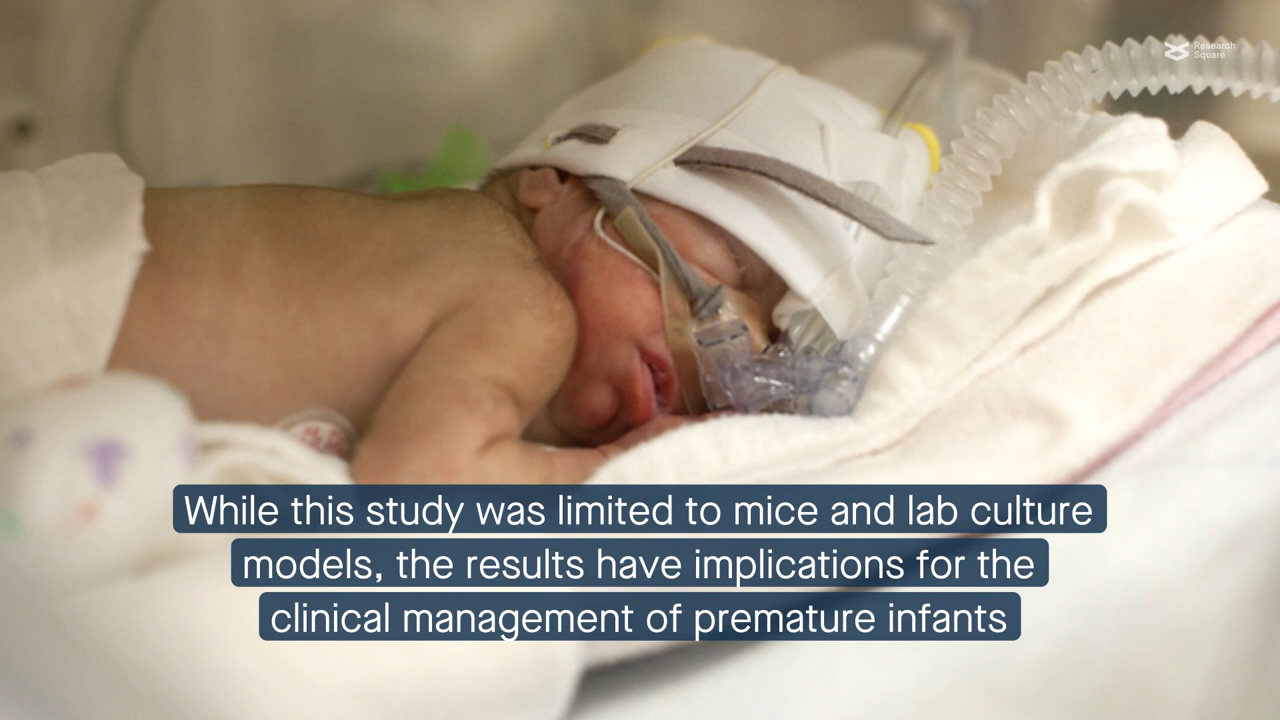 Research
Square
While this study was limited to mice and lab culture
models, the results have implications for the
clinical management of premature infants